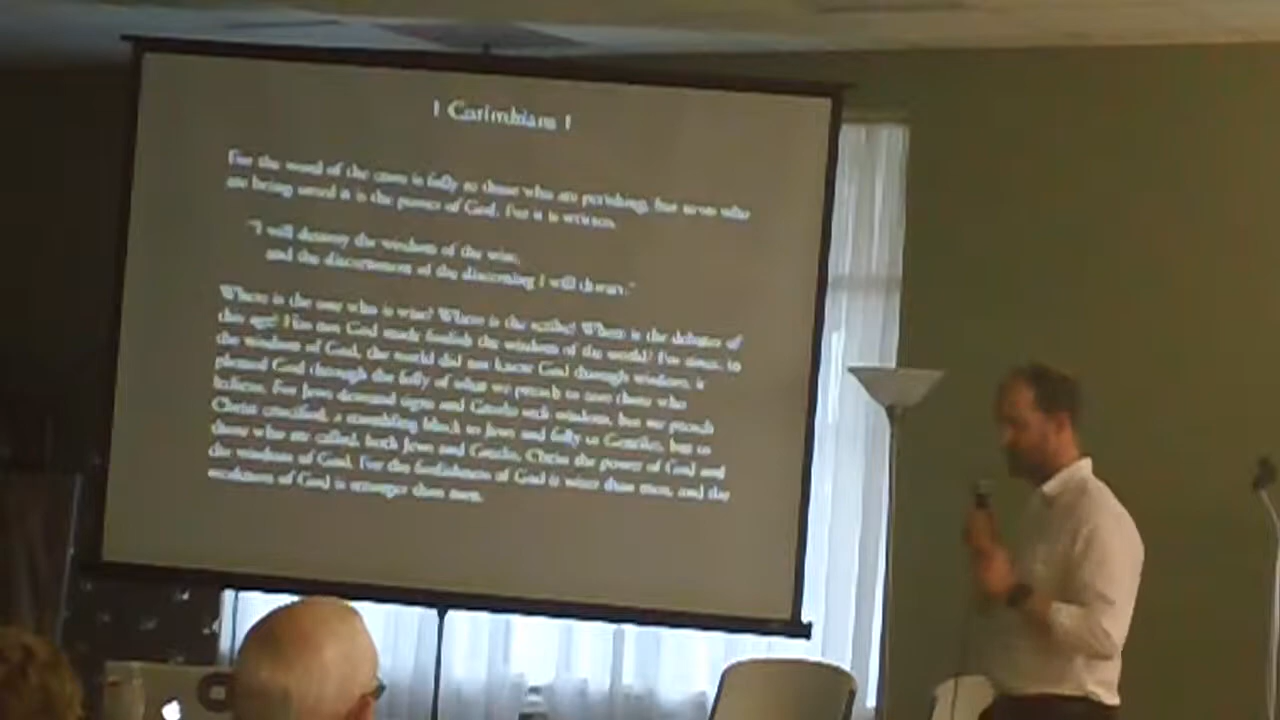 1 Corinthians 1
For the word of the cross is folly to those who are perishing, but to us who
are being saved it is the power of God. For it is written,
"I will destroy the wisdom of the wise,
and the discernment of the discerning I will thwart."
Where is the one who is wise? Where is the scribe? Where is the debater of
this age? Has not God made foolish the wisdom of the world? For since, in
the wisdom of God, the world did not know God through wisdom, it
pleased God through the folly of what we preach to save those who
believe. For Jews demand signs and Greeks seek wisdom, but we preach
Christ crucified, a stumbling block to Jews and folly to Gentiles, but to
those who are called, both Jews and Greeks, Christ the power of God and
the wisdom of God. For the foolishness of God is wiser than men, and the
weakness of God is stronger than men.